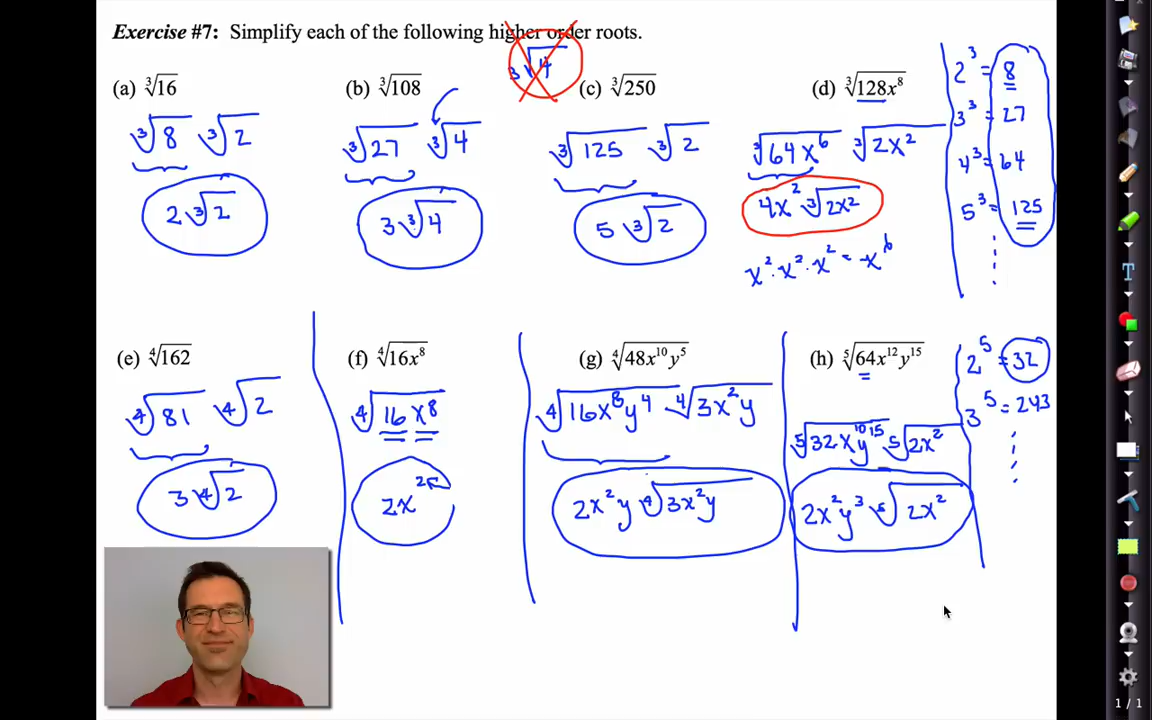 Exercise #7: Simplify each of the following higher order roots.
∛4
(a) ∛16
∛8 ∛2
2∛2
(b) ∛108
∛27 ∛4
3∛4
(c) ∛250
∛125 ∛2
5∛2
(d) ∛128x⁸
∛64x⁶ ∛2x²
4x² ∛2x²
x²·x²·x² = x⁶
2³ = 8
3³ = 27
4³ = 64
5³ = 125
(e) ∜162
∜81 ∜2
3∜2
(f) ∜16x⁸
∜16x⁸
2x²
(g) ∜48x¹⁰y⁵
∜16x⁸y⁴ ∜3x²y
2x²y ∜3x²y
(h) ⁵√64x¹²y¹⁵
⁵√32x¹⁰y¹⁵ ⁵√2x²
2x²y³ ⁵√2x²
2⁵ = 32
3⁵ = 243
T
1 / 1